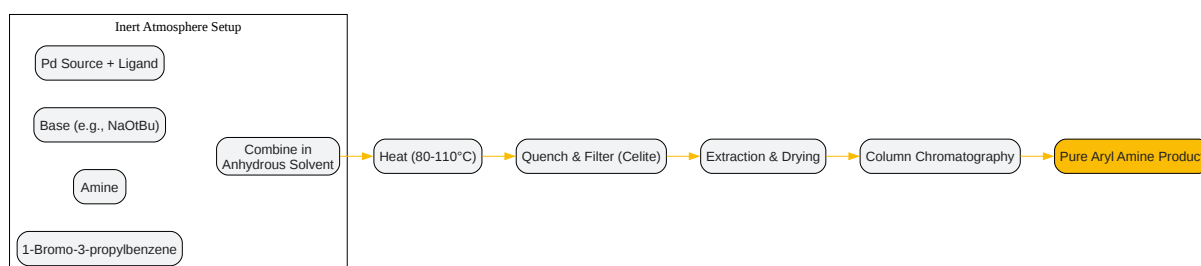 Inert Atmosphere Setup
Pd Source + Ligand
Base (e.g., NaOtBu)
Amine
1-Bromo-3-propylbenzene
Combine in
Anhydrous Solvent
Heat (80-110°C)
Quench & Filter (Celite)
Extraction & Drying
Column Chromatography
Pure Aryl Amine Product